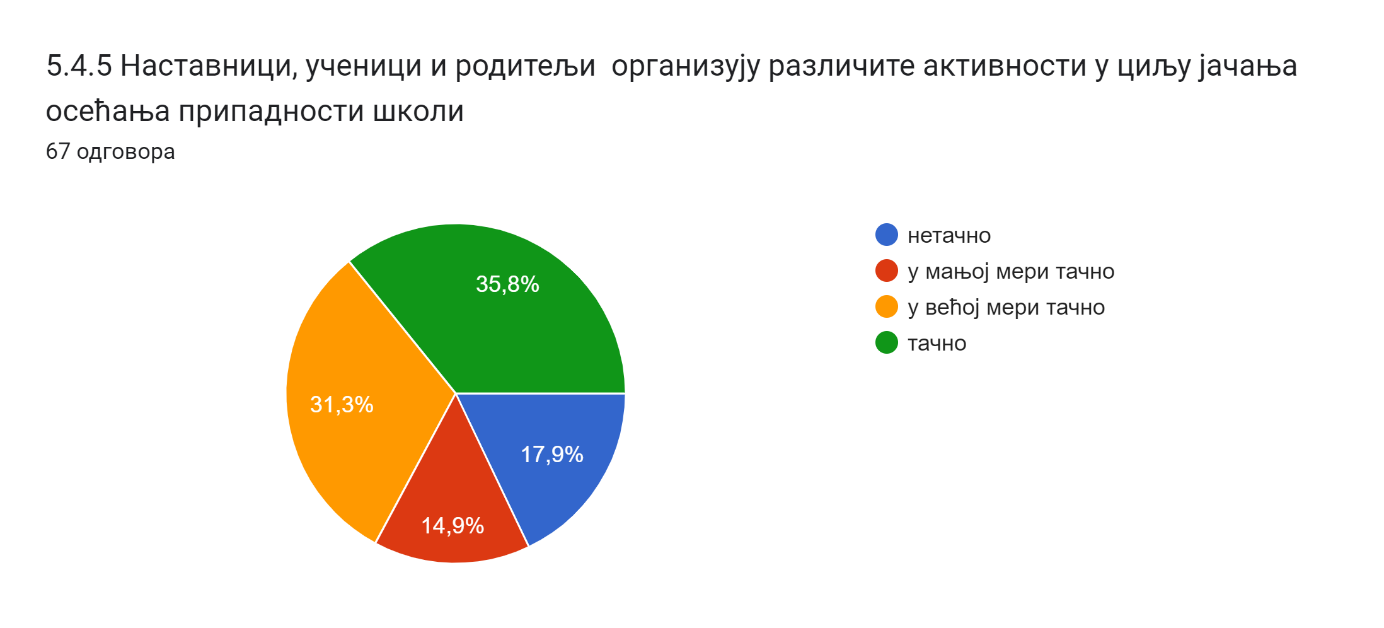 5.4.5 Наставници, ученици и родитељи  организују различите активности у циљу јачања
осећања припадности школи
67 одговора
35,8%
31,3%
17,9%
14,9%
нетачно
у мањој мери тачно
у већој мери тачно
тачно